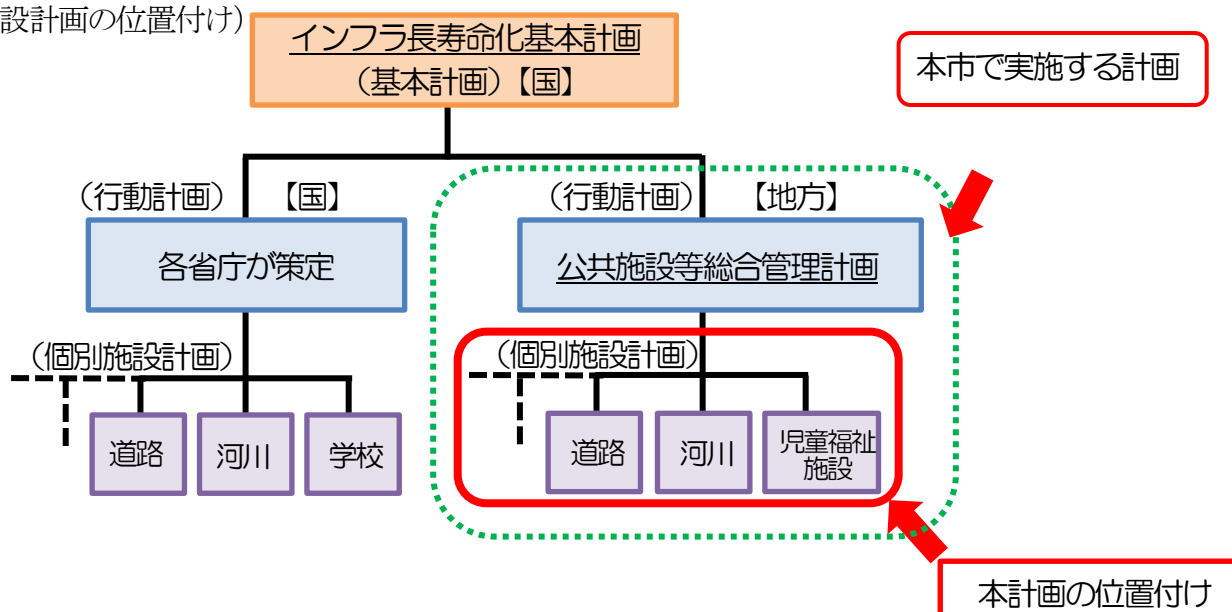 設計画の位置付け)
インフラ長寿命化基本計画
（基本計画）【国】
本市で実施する計画
（行動計画）　【国】
（行動計画）　【地方】
各省庁が策定
公共施設等総合管理計画
（個別施設計画）
（個別施設計画）
道路
河川
学校
道路
河川
児童福祉
施設
本計画の位置付け